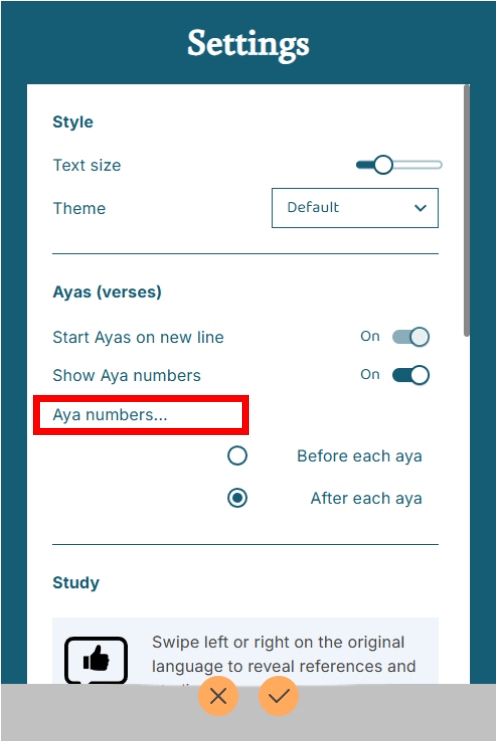 Settings
Style
Text size
Theme
Default
Ayas (verses)
Start Ayas on new line
On
Show Aya numbers
On
Aya numbers...
Before each aya
After each aya
Study
Swipe left or right on the original
language to reveal references and